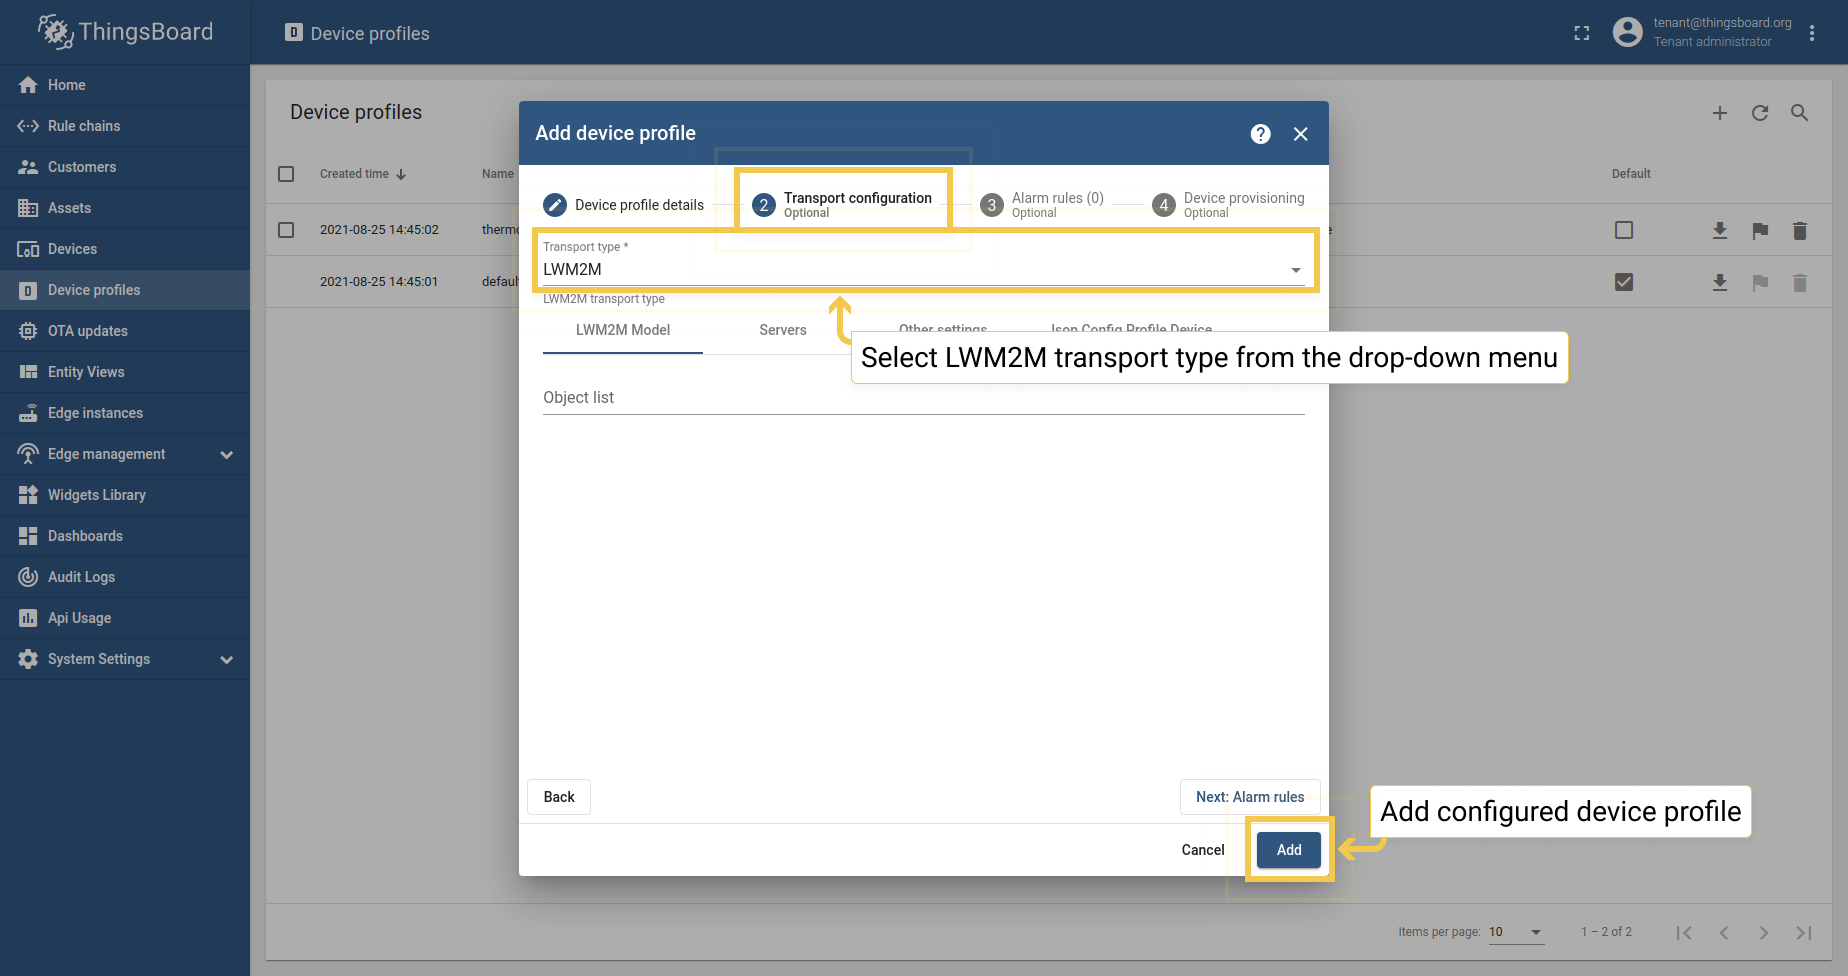 ThingsBoard
Device profiles
tenant@thingsboard.org
Tenant administrator
Home
Rule chains
Customers
Assets
Devices
Device profiles
OTA updates
Entity Views
Edge instances
Edge management
Widgets Library
Dashboards
Audit Logs
Api Usage
System Settings
Device profiles
Created time
Name
Default
2021-08-25 14:45:02
2021-08-25 14:45:01
Add device profile
Device profile details
2 Transport configuration
Optional
3 Alarm rules (0)
Optional
4 Device provisioning
Optional
Transport type *
LWM2M
LWM2M transport type
LWM2M Model Servers Other settings Json Config Profile Device
Select LWM2M transport type from the drop-down menu
Object list
Back
Next: Alarm rules
Add configured device profile
Cancel
Add
Items per page: 10 1 – 2 of 2